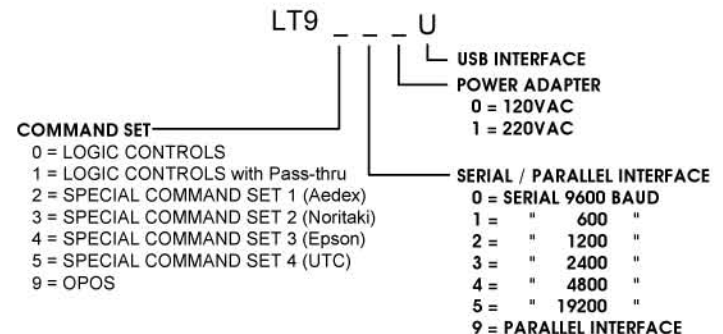 LT9 _ _ _ U
USB INTERFACE
POWER ADAPTER
0 = 120VAC
1 = 220VAC
COMMAND SET
0 = LOGIC CONTROLS
1 = LOGIC CONTROLS with Pass-thru
2 = SPECIAL COMMAND SET 1 (Aedex)
3 = SPECIAL COMMAND SET 2 (Noritaki)
4 = SPECIAL COMMAND SET 3 (Epson)
5 = SPECIAL COMMAND SET 4 (UTC)
9 = OPOS
SERIAL / PARALLEL INTERFACE
0 = SERIAL 9600 BAUD
1 = " 600 "
2 = " 1200 "
3 = " 2400 "
4 = " 4800 "
5 = " 19200 "
9 = PARALLEL INTERFACE